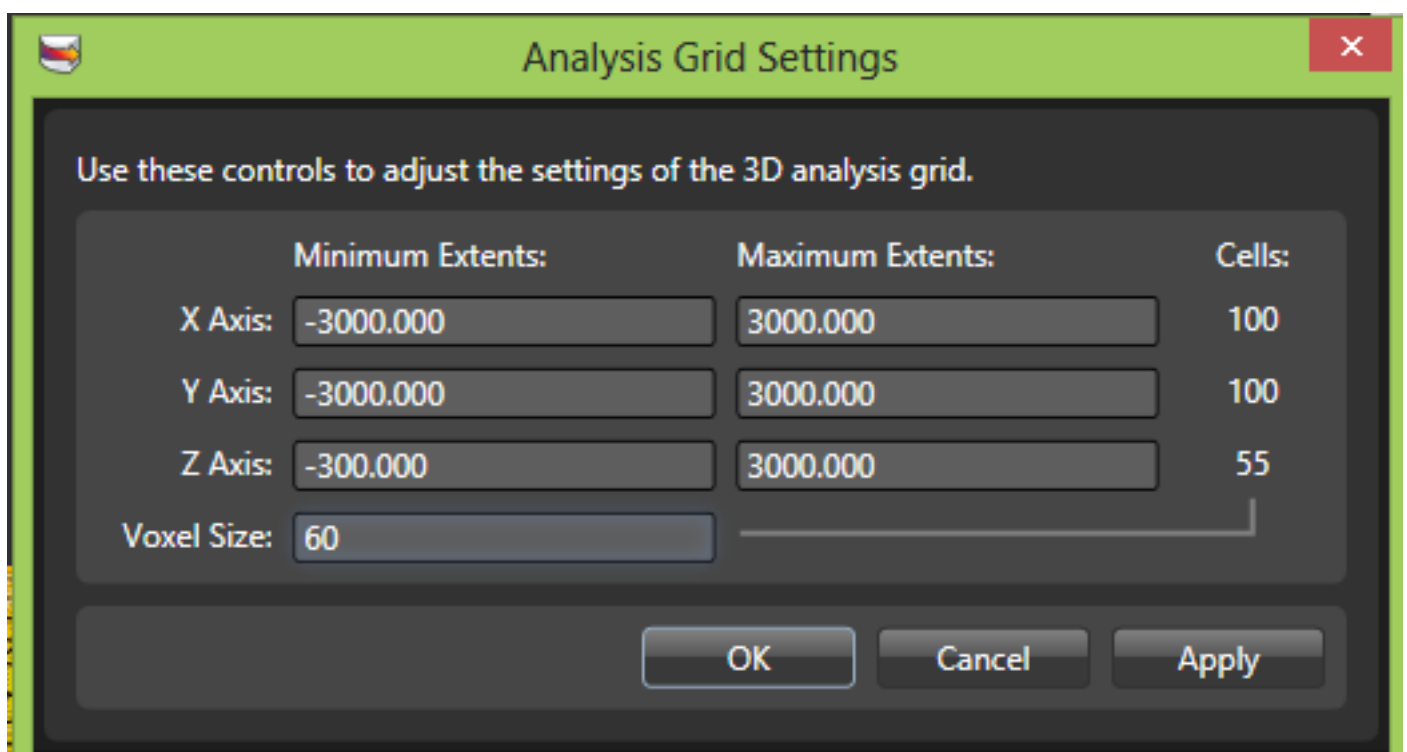 Analysis Grid Settings
Use these controls to adjust the settings of the 3D analysis grid.
Minimum Extents: Maximum Extents: Cells:
X Axis: -3000.000 3000.000 100
Y Axis: -3000.000 3000.000 100
Z Axis: -300.000 3000.000 55
Voxel Size: 60
OK Cancel Apply